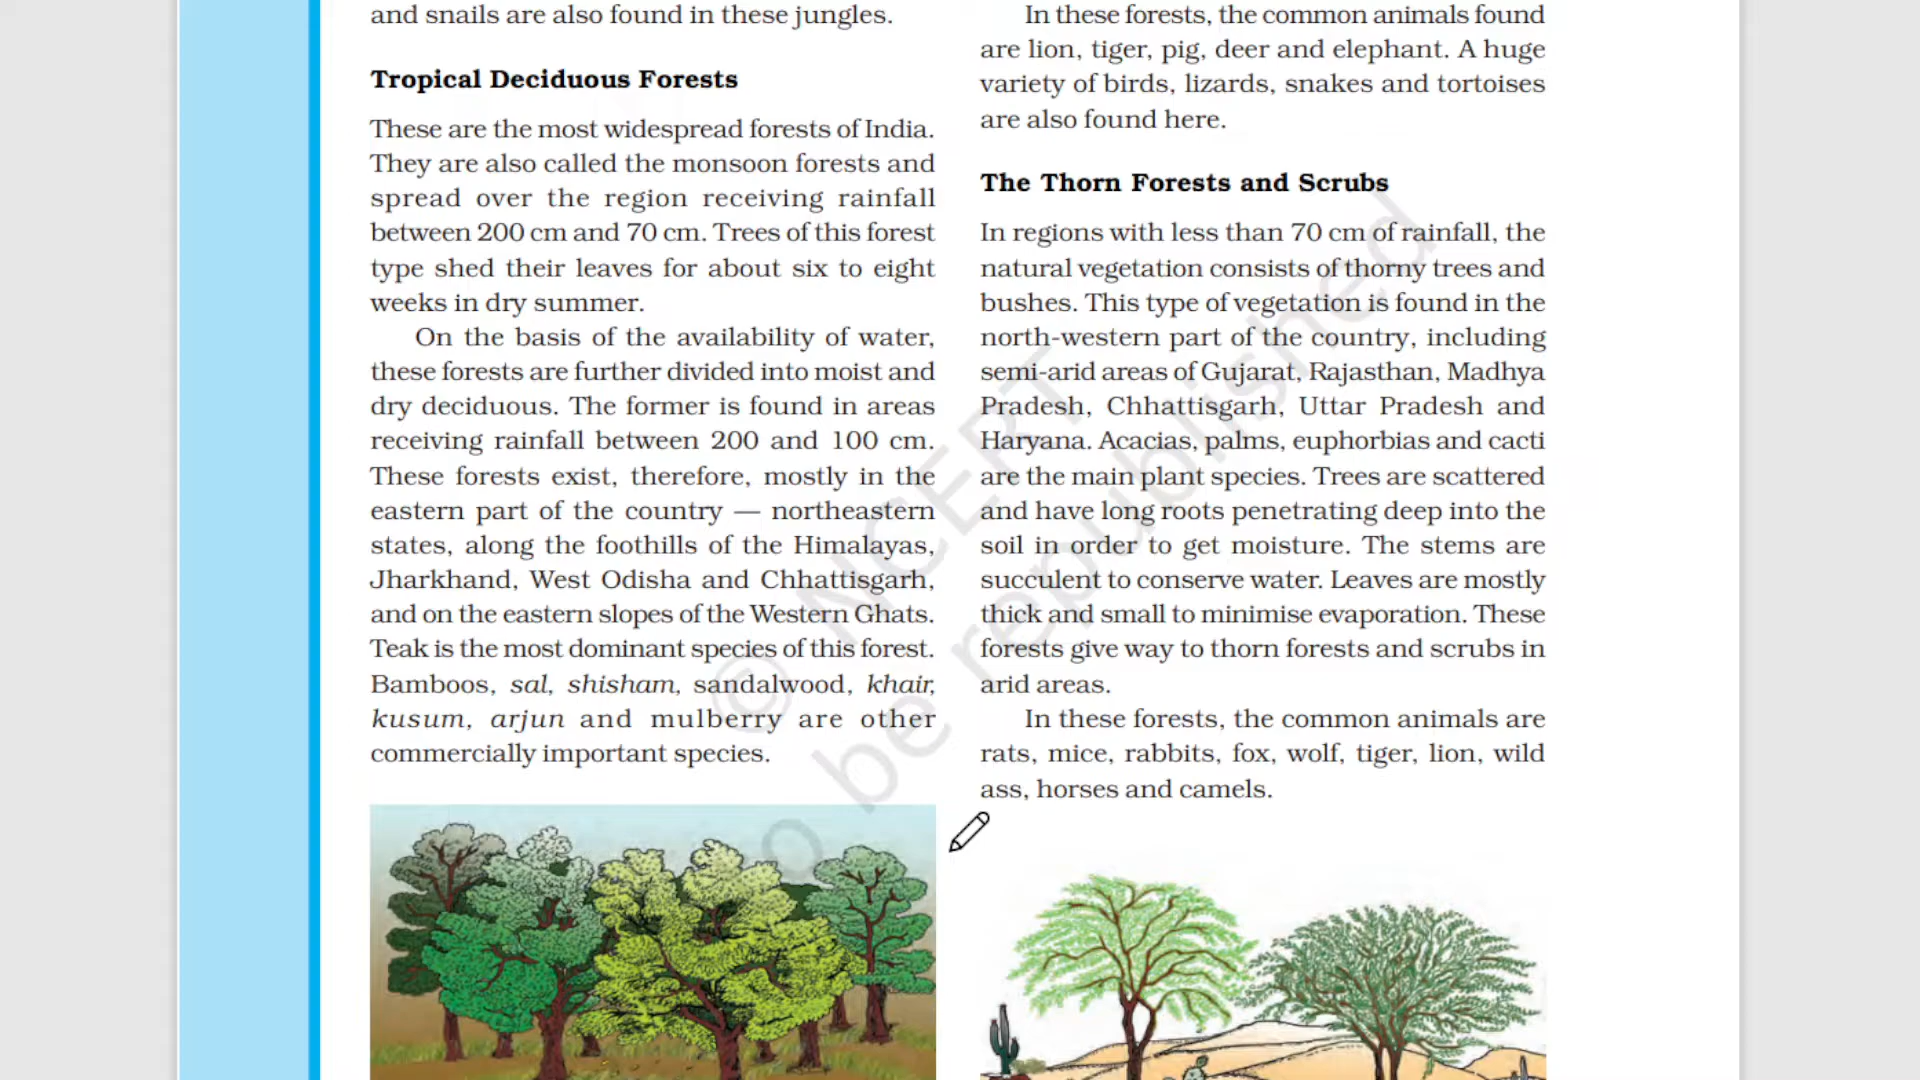 and snails are also found in these jungles.
Tropical Deciduous Forests
These are the most widespread forests of India.
They are also called the monsoon forests and
spread over the region receiving rainfall
between 200 cm and 70 cm. Trees of this forest
type shed their leaves for about six to eight
weeks in dry summer.
On the basis of the availability of water,
these forests are further divided into moist and
dry deciduous. The former is found in areas
receiving rainfall between 200 and 100 cm.
These forests exist, therefore, mostly in the
eastern part of the country — northeastern
states, along the foothills of the Himalayas,
Jharkhand, West Odisha and Chhattisgarh,
and on the eastern slopes of the Western Ghats.
Teak is the most dominant species of this forest.
Bamboos, sal, shisham, sandalwood, khair,
kusum, arjun and mulberry are other
commercially important species.
In these forests, the common animals found
are lion, tiger, pig, deer and elephant. A huge
variety of birds, lizards, snakes and tortoises
are also found here.
The Thorn Forests and Scrubs
In regions with less than 70 cm of rainfall, the
natural vegetation consists of thorny trees and
bushes. This type of vegetation is found in the
north-western part of the country, including
semi-arid areas of Gujarat, Rajasthan, Madhya
Pradesh, Chhattisgarh, Uttar Pradesh and
Haryana. Acacias, palms, euphorbias and cacti
are the main plant species. Trees are scattered
and have long roots penetrating deep into the
soil in order to get moisture. The stems are
succulent to conserve water. Leaves are mostly
thick and small to minimise evaporation. These
forests give way to thorn forests and scrubs in
arid areas.
In these forests, the common animals are
rats, mice, rabbits, fox, wolf, tiger, lion, wild
ass, horses and camels.
© NCERT
o be republished